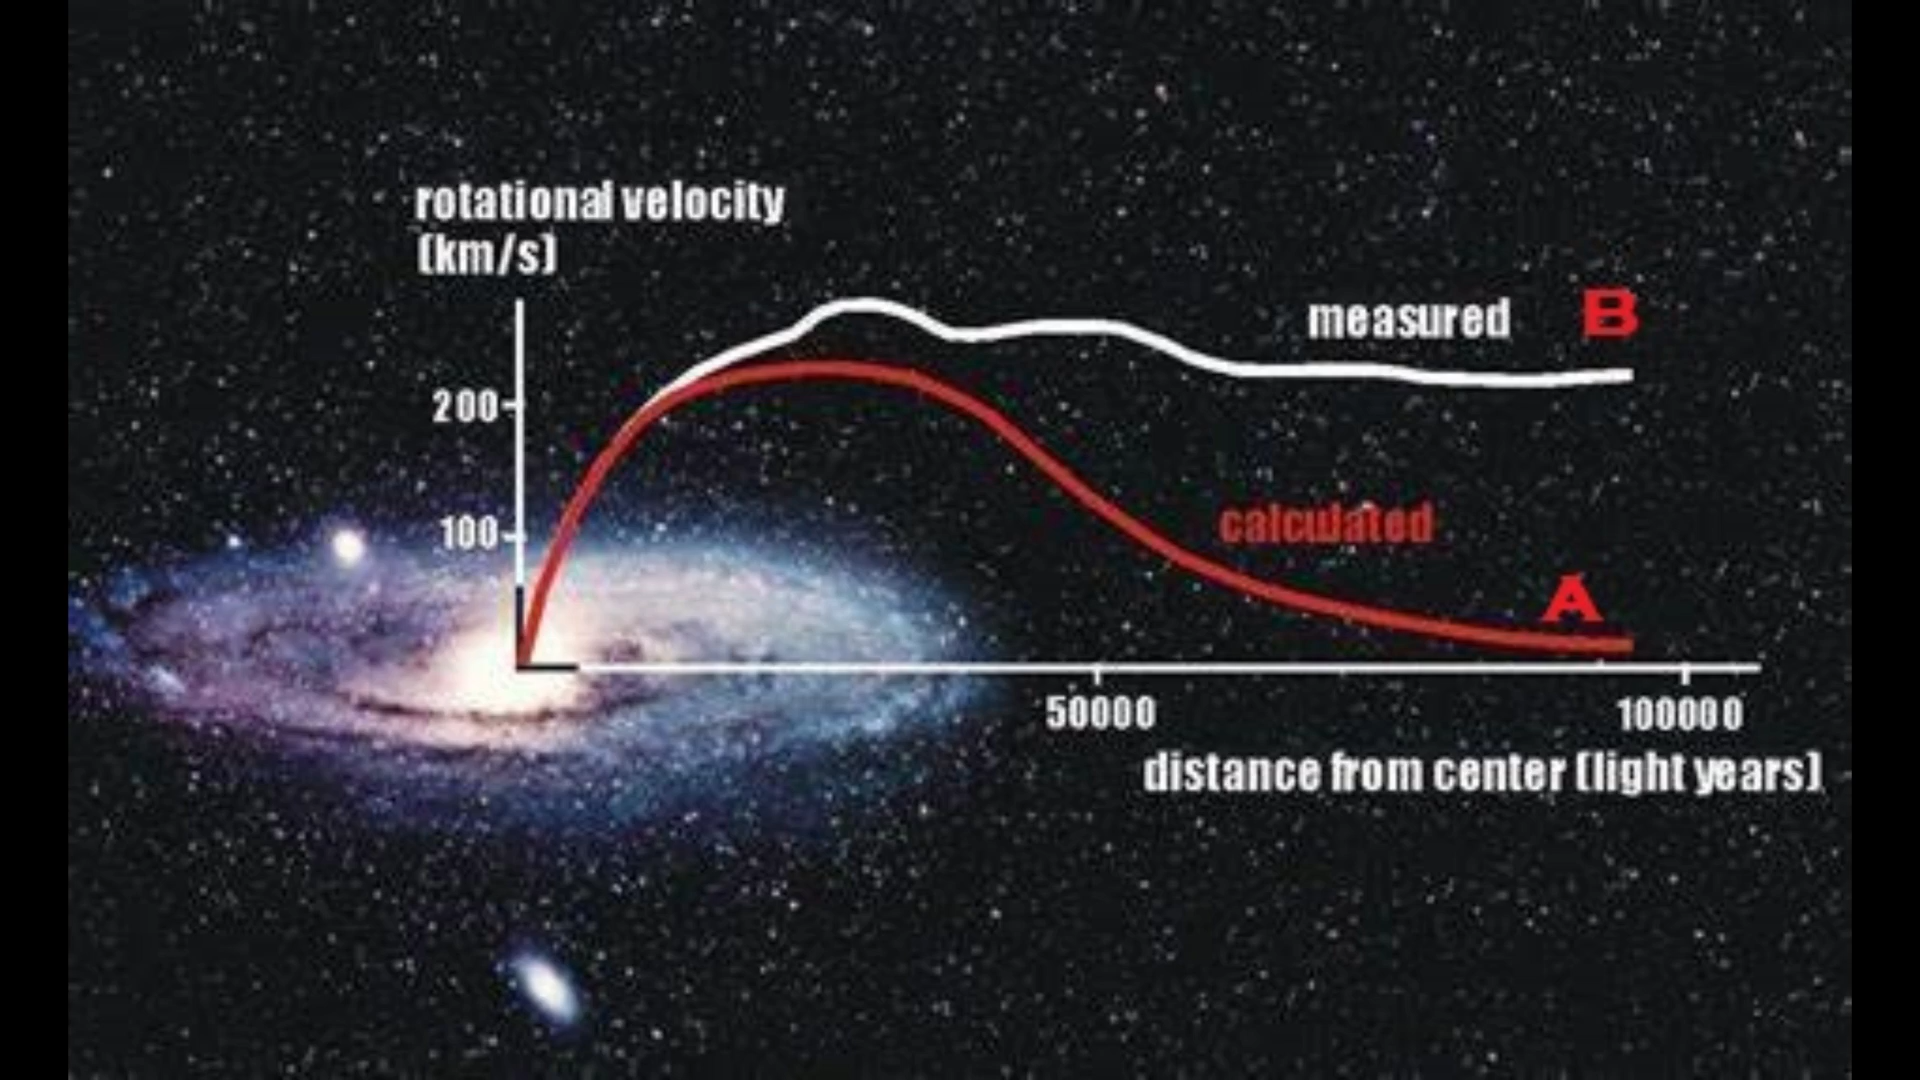 rotational velocity
(km/s)
measured B
200
100
calculated
A
50000
100000
distance from center (light years)